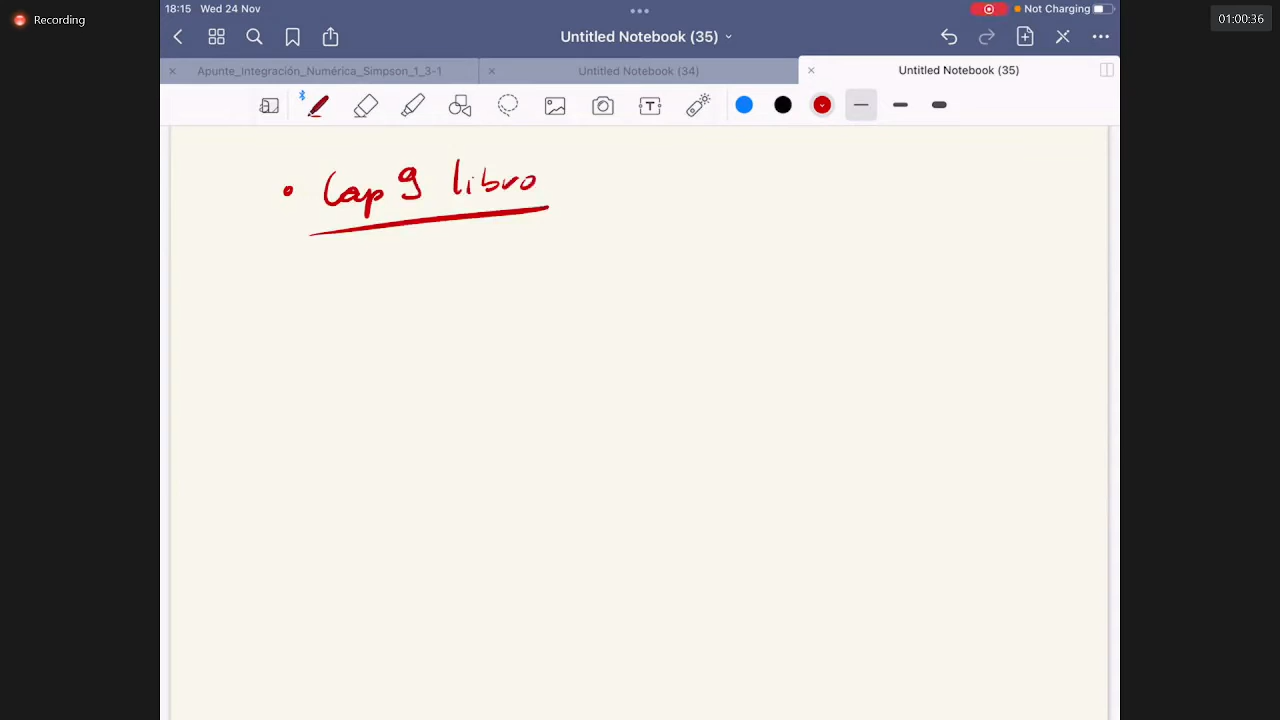 Recording
18:15 Wed 24 Nov
Not Charging
01:00:36
Untitled Notebook (35)
Apunte_Integración_Numérica_Simpson_1_3-1
Untitled Notebook (34)
Untitled Notebook (35)
T
• Cap 9 libro